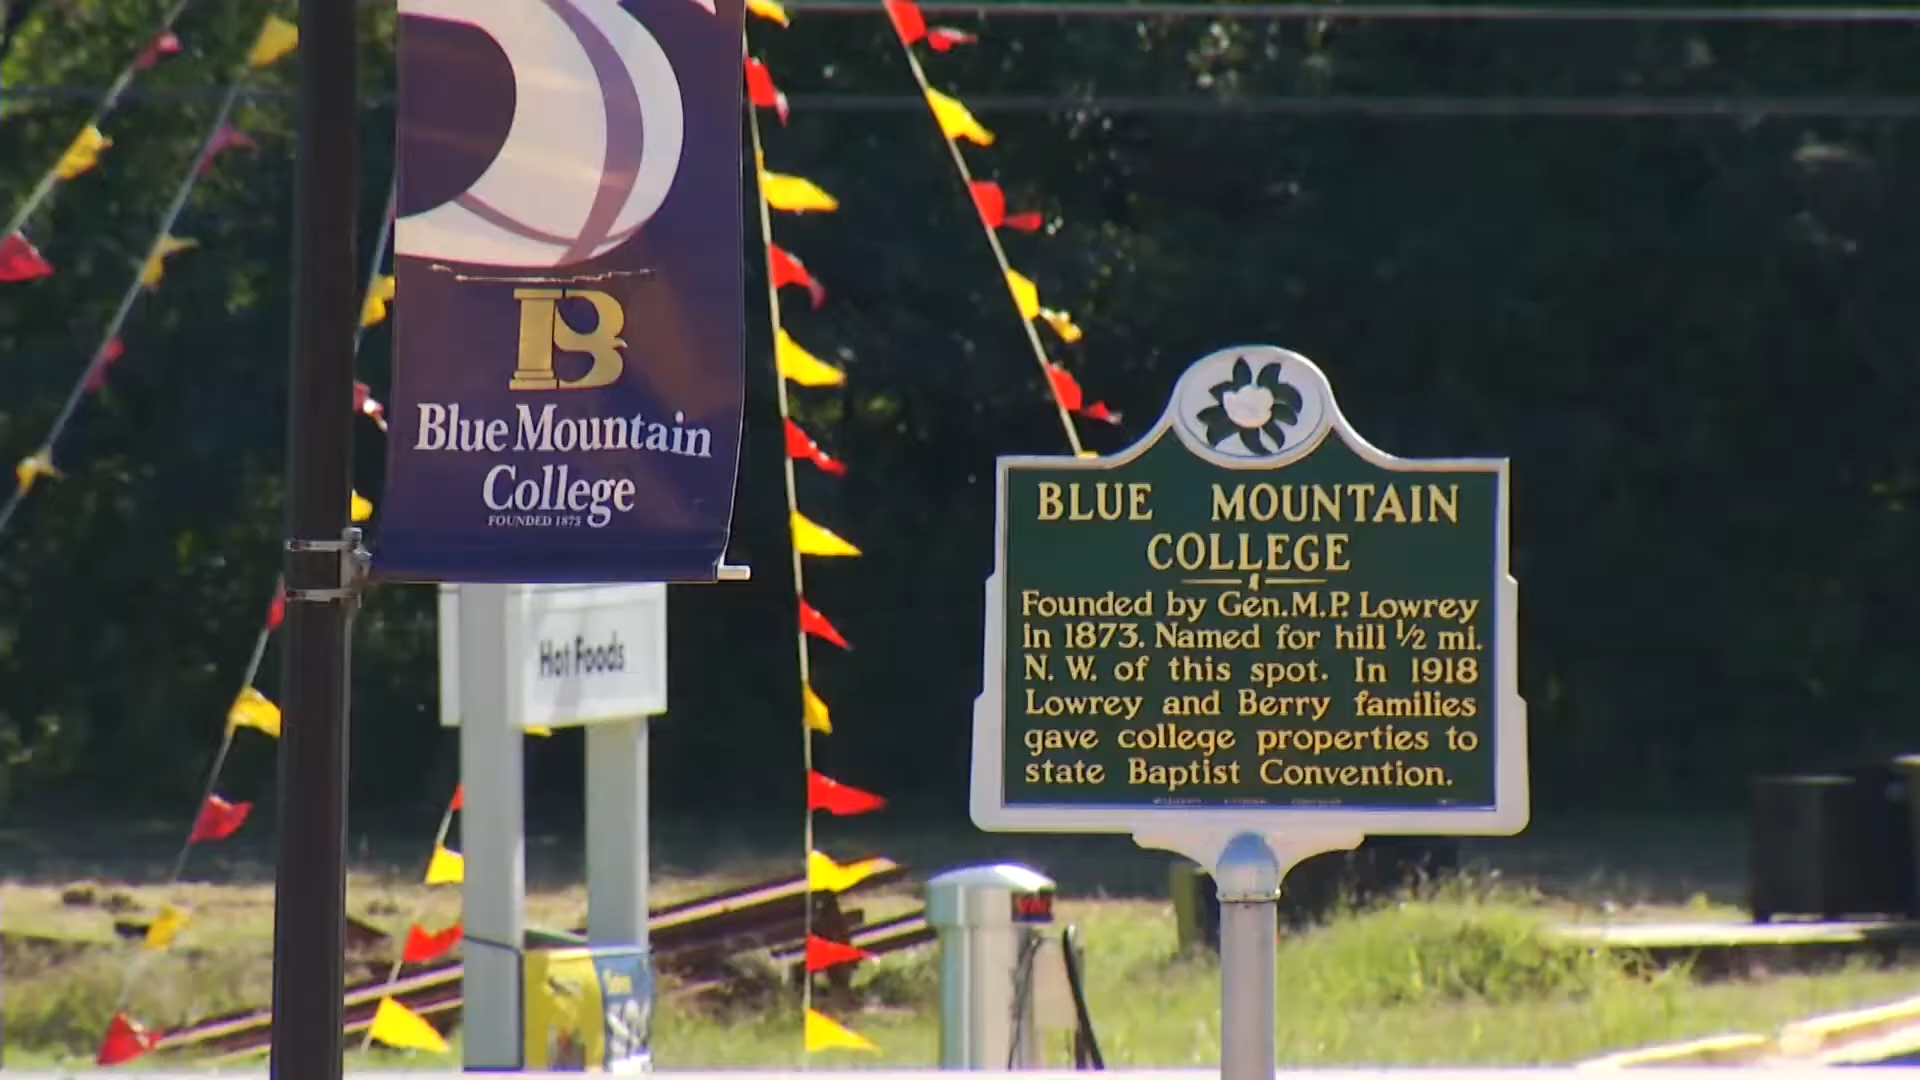 B
Blue Mountain
College
FOUNDED 1873
Hot Foods
BLUE MOUNTAIN
COLLEGE
Founded by Gen. M.P. Lowrey
in 1873. Named for hill ½ mi.
N. W. of this spot. In 1918
Lowrey and Berry families
gave college properties to
state Baptist Convention.